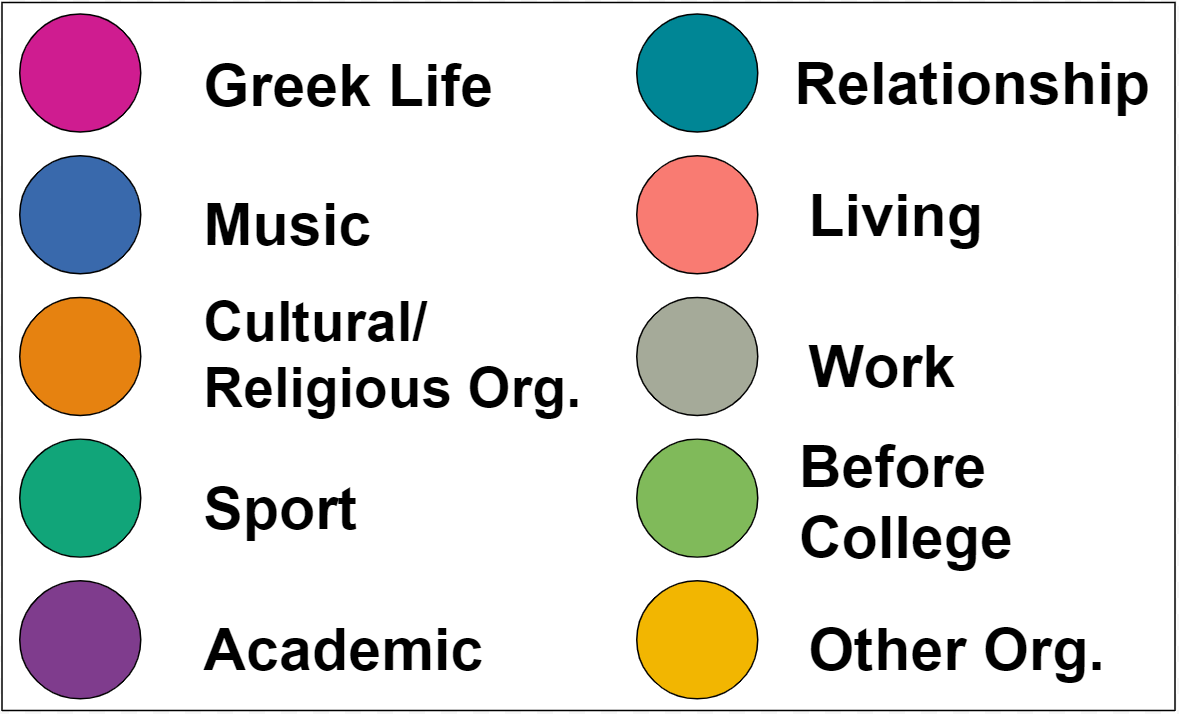 Greek Life
Music
Cultural/
Religious Org.
Sport
Academic
Relationship
Living
Work
Before
College
Other Org.